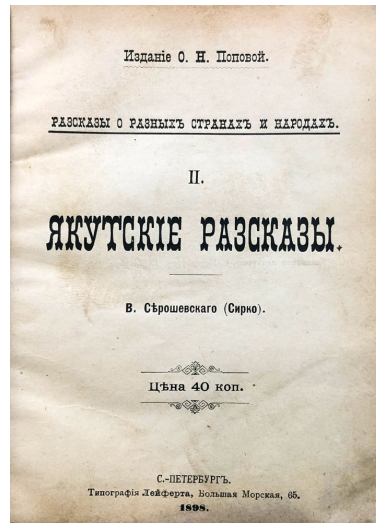 Изданіе О. Н. Поповой.
РАЗСКАЗЫ О РАЗНЫХЪ СТРАНАХЪ И НАРОДАХЪ.
II.
ЯКУТСКІЕ РАЗСКАЗЫ.
В. Сѣрошевскаго (Сирко).
Цѣна 40 коп.
С.-ПЕТЕРБУРГЪ.
Типографія Лейферта, Большая Морская, 65.
1898.